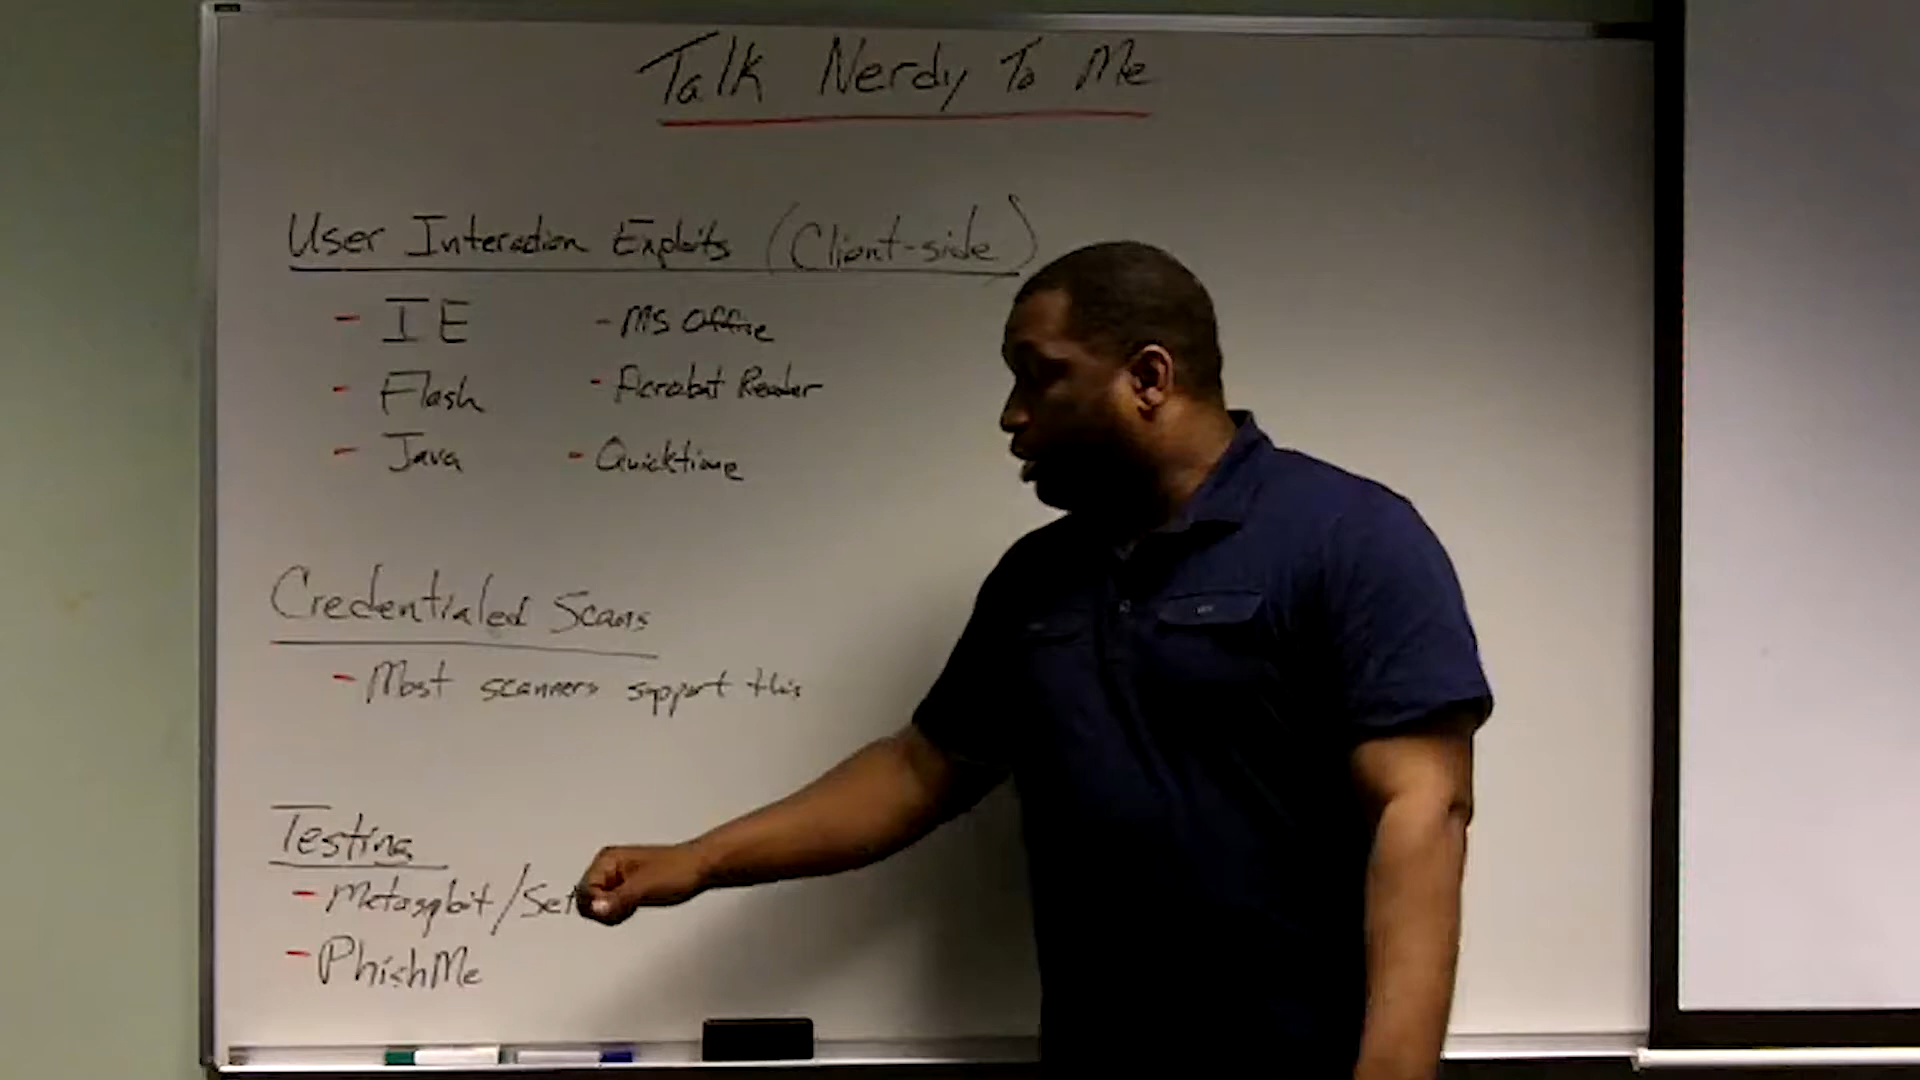 Talk Nerdy To Me
User Interaction Exploits (Client-side)
- IE
- MS Office
- Flash
- Acrobat Reader
- Java
- Quicktime
Credentialed Scans
- Most scanners support this
Testing
- Metasploit/Set
- PhishMe